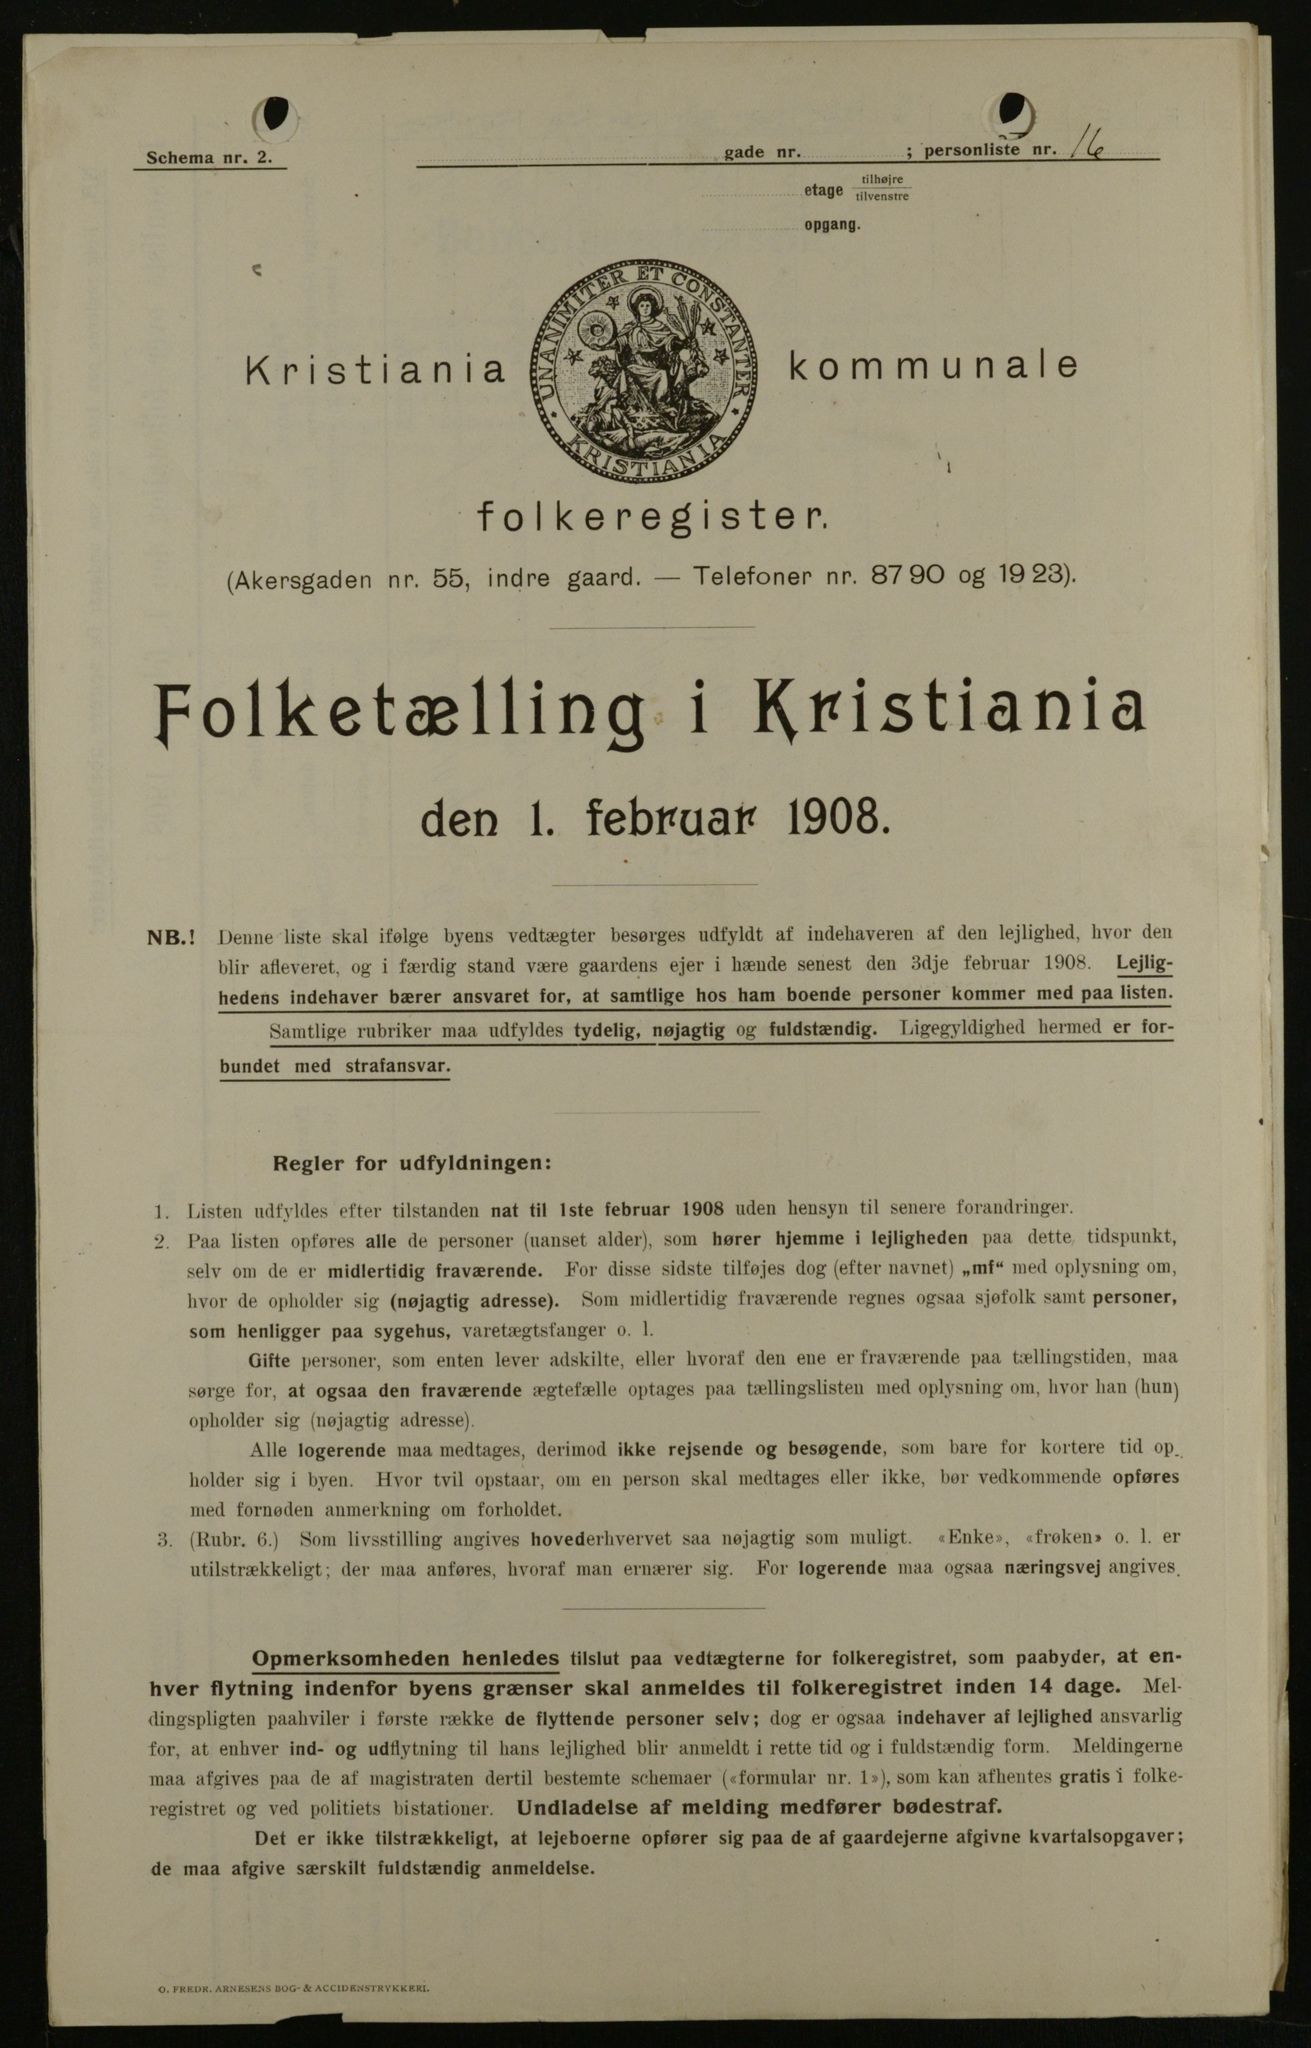 Schema nr. 2.
gade nr. ; personliste nr. 16
etage tilhøjre
tilvenstre
opgang.
UNANIMITER ET CONSTANTER
KRISTIANIA
Kristiania kommunale
folkeregister.
(Akersgaden nr. 55, indre gaard. — Telefoner nr. 8790 og 1923).
Folketælling i Kristiania
den 1. februar 1908.
NB.! Denne liste skal ifølge byens vedtægter besørges udfyldt af indehaveren af den lejlighed, hvor den
blir afleveret, og i færdig stand være gaardens ejer i hænde senest den 3dje februar 1908. Lejlig-
hedens indehaver bærer ansvaret for, at samtlige hos ham boende personer kommer med paa listen.
Samtlige rubriker maa udfyldes tydelig, nøjagtig og fuldstændig. Ligegyldighed hermed er for-
bundet med strafansvar.
Regler for udfyldningen:
1. Listen udfyldes efter tilstanden nat til 1ste februar 1908 uden hensyn til senere forandringer.
2. Paa listen opføres alle de personer (uanset alder), som hører hjemme i lejligheden paa dette tidspunkt,
selv om de er midlertidig fraværende. For disse sidste tilføjes dog (efter navnet) „mf“ med oplysning om,
hvor de opholder sig (nøjagtig adresse). Som midlertidig fraværende regnes ogsaa sjøfolk samt personer,
som henligger paa sygehus, varetægtsfanger o. l.
Gifte personer, som enten lever adskilte, eller hvoraf den ene er fraværende paa tællingstiden, maa
sørge for, at ogsaa den fraværende ægtefælle optages paa tællingslisten med oplysning om, hvor han (hun)
opholder sig (nøjagtig adresse).
Alle logerende maa medtages, derimod ikke rejsende og besøgende, som bare for kortere tid op-
holder sig i byen. Hvor tvil opstaar, om en person skal medtages eller ikke, bør vedkommende opføres
med fornøden anmerkning om forholdet.
3. (Rubr. 6.) Som livsstilling angives hovederhvervet saa nøjagtig som muligt. «Enke», «frøken» o. l. er
utilstrækkeligt; der maa anføres, hvoraf man ernærer sig. For logerende maa ogsaa næringsvej angives.
Opmerksomheden henledes tilslut paa vedtægterne for folkeregistret, som paabyder, at en-
hver flytning indenfor byens grænser skal anmeldes til folkeregistret inden 14 dage. Mel-
dingspligten paahviler i første række de flyttende personer selv; dog er ogsaa indehaver af lejlighed ansvarlig
for, at enhver ind- og udflytning til hans lejlighed blir anmeldt i rette tid og i fuldstændig form. Meldingerne
maa afgives paa de af magistraten dertil bestemte schemaer («formular nr. 1»), som kan afhentes gratis i folke-
registret og ved politiets bistationer. Undladelse af melding medfører bødestraf.
Det er ikke tilstrækkeligt, at lejeboerne opfører sig paa de af gaardejerne afgivne kvartalsopgaver;
de maa afgive særskilt fuldstændig anmeldelse.
O. FREDR. ARNESENS BOG- & ACCIDENSTRYKKERI.